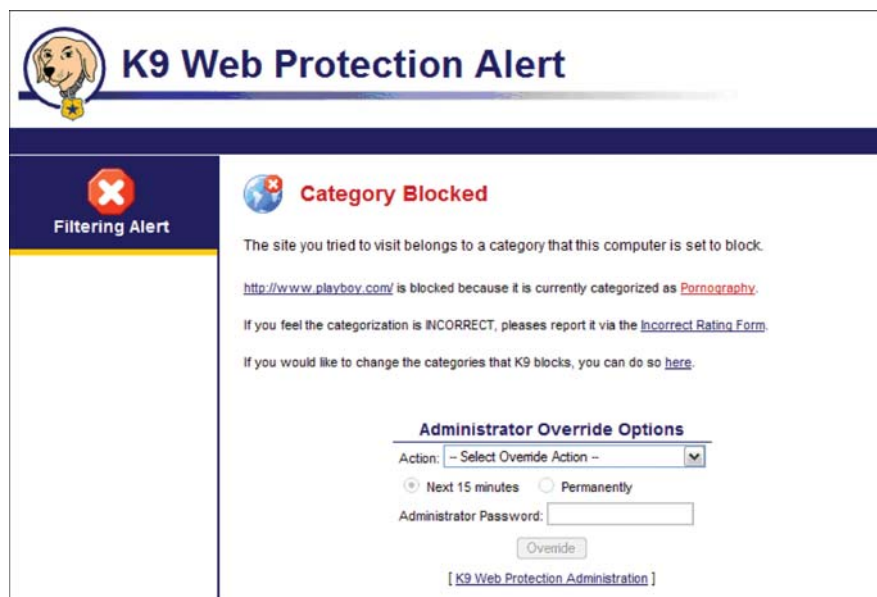 K9 Web Protection Alert
Filtering Alert
Category Blocked
The site you tried to visit belongs to a category that this computer is set to block.
http://www.playboy.com/ is blocked because it is currently categorized as Pornography.
If you feel the categorization is INCORRECT, pleases report it via the Incorrect Rating Form.
If you would like to change the categories that K9 blocks, you can do so here.
Administrator Override Options
Action: -- Select Override Action --
Next 15 minutes Permanently
Administrator Password:
Override
[ K9 Web Protection Administration ]